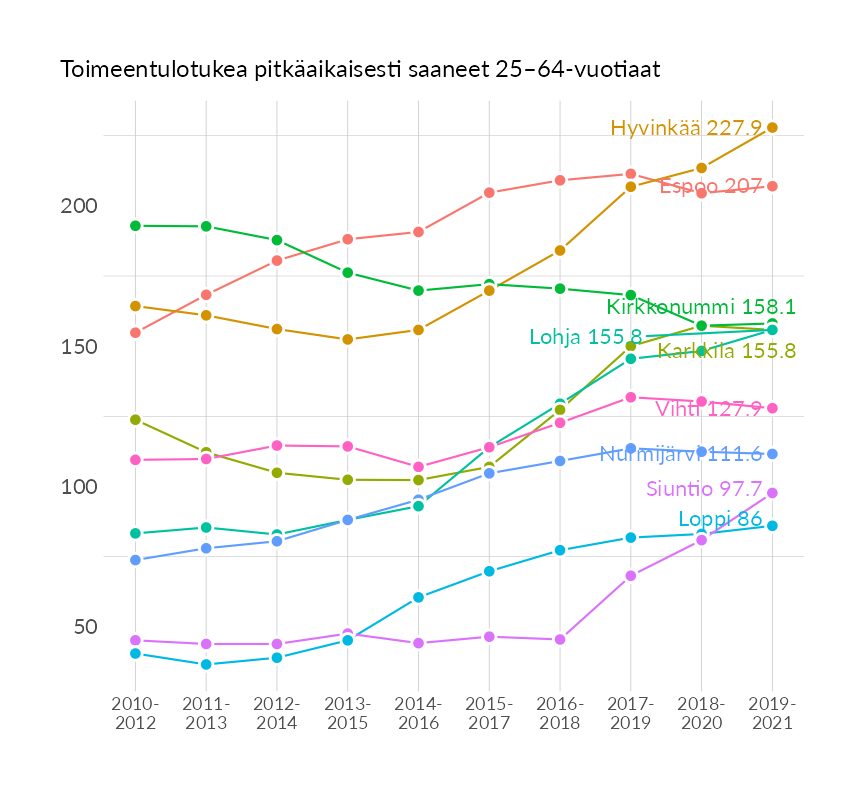 Toimeentulotukea pitkäaikaisesti saaneet 25–64-vuotiaat
Hyvinkää 227.9
Espoo 207
200
Kirkkonummi 158.1
Lohja 155.8
150
Karkkila 155.8
Vihti 127.9
Nurmijärvi 111.6
100
Siuntio 97.7
Loppi 86
50
2010- 2011- 2012- 2013- 2014- 2015- 2016- 2017- 2018- 2019-
2012 2013 2014 2015 2016 2017 2018 2019 2020 2021